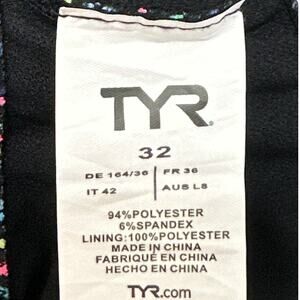 TYR
32
DE 164/36 FR 36
IT 42 AUS L8
94%POLYESTER
6%SPANDEX
LINING:100%POLYESTER
MADE IN CHINA
FABRIQUÉ EN CHINA
HECHO EN CHINA
TYR.com